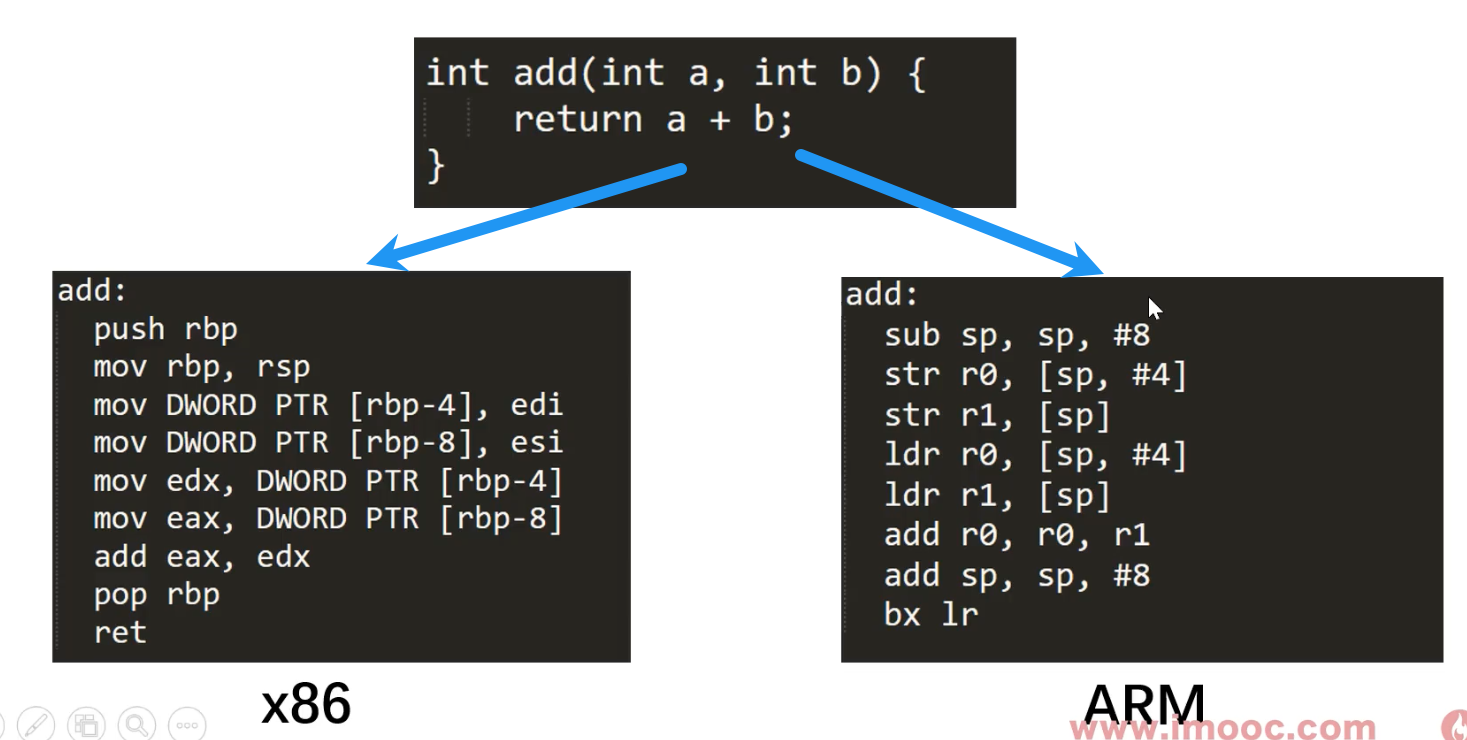 int add(int a, int b) {
    return a + b;
}
add:
  push rbp
  mov rbp, rsp
  mov DWORD PTR [rbp-4], edi
  mov DWORD PTR [rbp-8], esi
  mov edx, DWORD PTR [rbp-4]
  mov eax, DWORD PTR [rbp-8]
  add eax, edx
  pop rbp
  ret
x86
add:
  sub sp, sp, #8
  str r0, [sp, #4]
  str r1, [sp]
  ldr r0, [sp, #4]
  ldr r1, [sp]
  add r0, r0, r1
  add sp, sp, #8
  bx lr
ARM
www.imooc.com